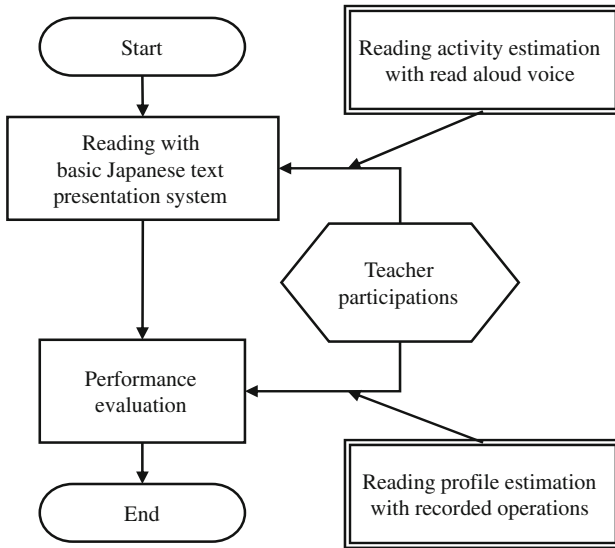 Start
Reading activity estimation
with read aloud voice
Reading with
basic Japanese text
presentation system
Teacher
participations
Performance
evaluation
Reading profile estimation
with recorded operations
End